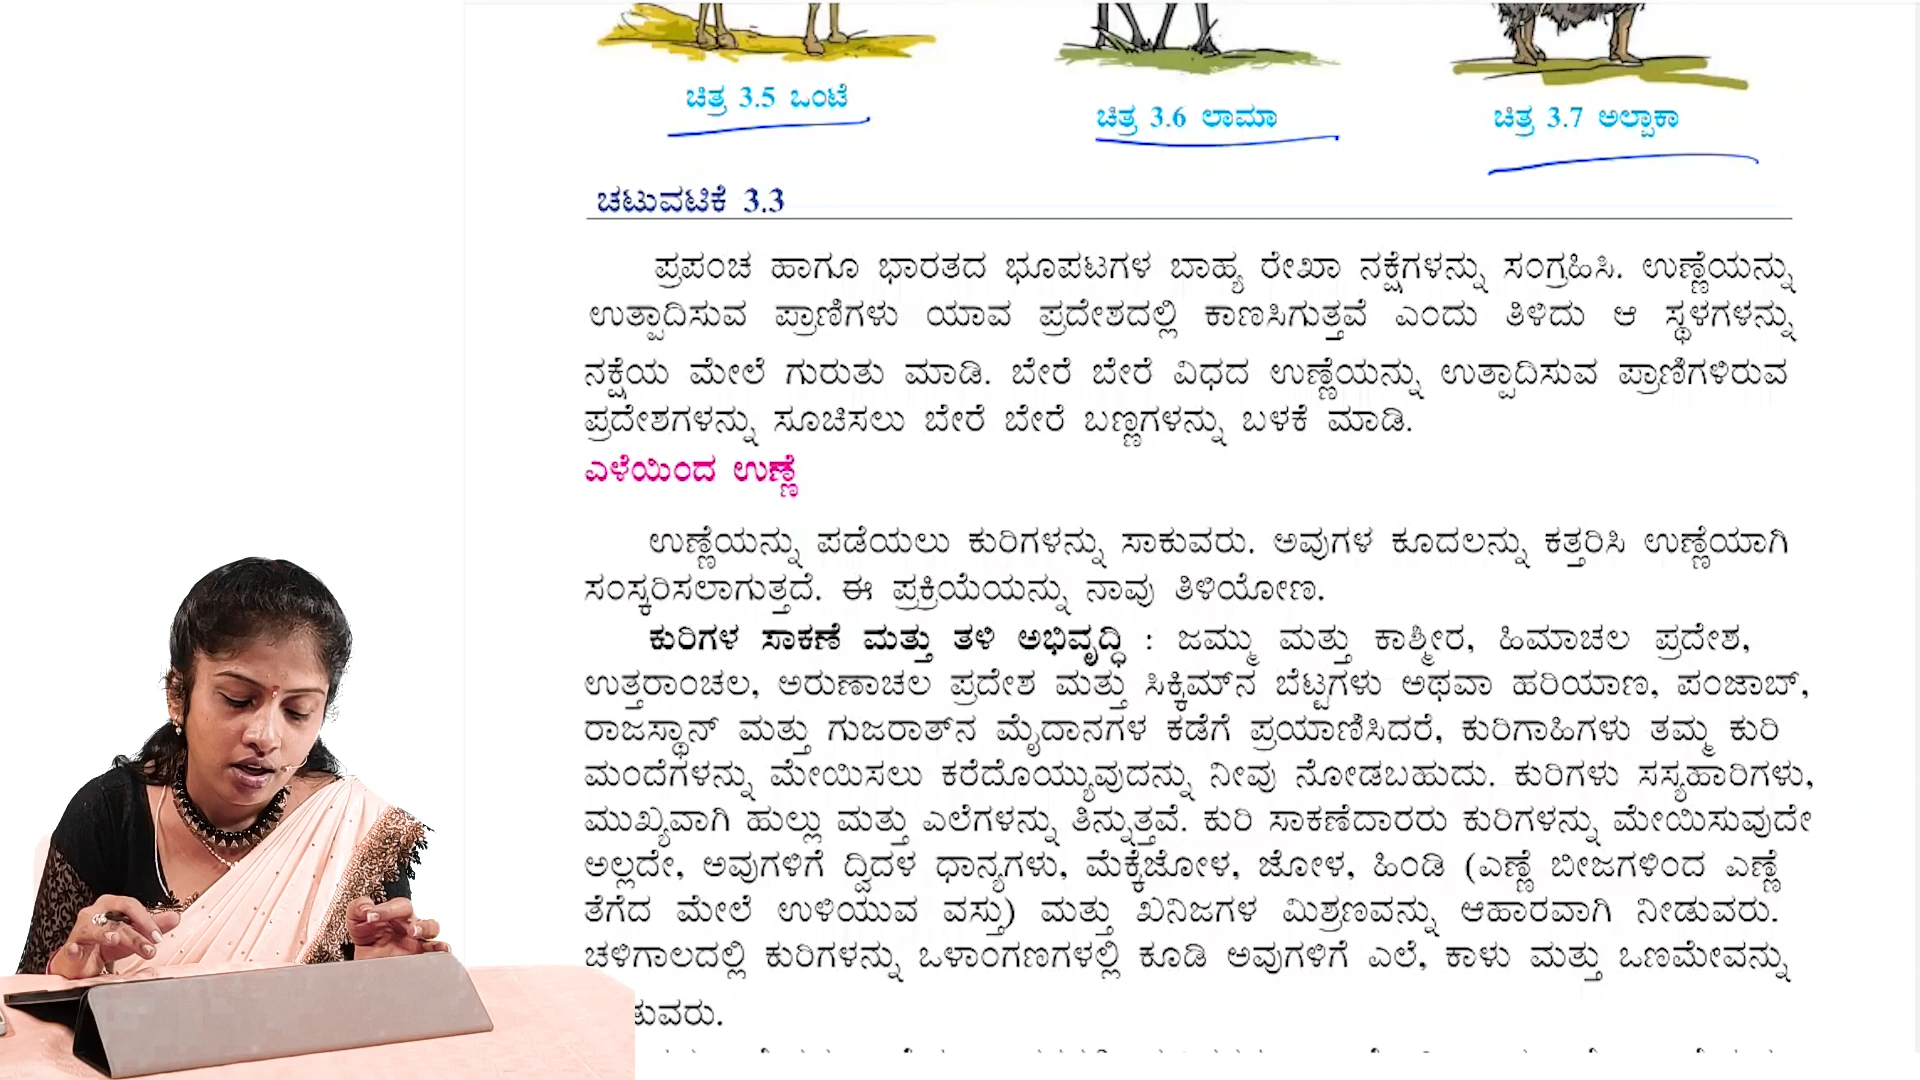 ಚಿತ್ರ 3.5 ಒಂಟೆ
ಚಿತ್ರ 3.6 ಲಾಮಾ
ಚಿತ್ರ 3.7 ಅಲ್ಪಾಕಾ
ಚಟುವಟಿಕೆ 3.3
ಪ್ರಪಂಚ ಹಾಗೂ ಭಾರತದ ಭೂಪಟಗಳ ಬಾಹ್ಯ ರೇಖಾ ನಕ್ಷೆಗಳನ್ನು ಸಂಗ್ರಹಿಸಿ. ಉಣ್ಣೆಯನ್ನು
ಉತ್ಪಾದಿಸುವ ಪ್ರಾಣಿಗಳು ಯಾವ ಪ್ರದೇಶದಲ್ಲಿ ಕಾಣಸಿಗುತ್ತವೆ ಎಂದು ತಿಳಿದು ಆ ಸ್ಥಳಗಳನ್ನು
ನಕ್ಷೆಯ ಮೇಲೆ ಗುರುತು ಮಾಡಿ. ಬೇರೆ ಬೇರೆ ವಿಧದ ಉಣ್ಣೆಯನ್ನು ಉತ್ಪಾದಿಸುವ ಪ್ರಾಣಿಗಳಿರುವ
ಪ್ರದೇಶಗಳನ್ನು ಸೂಚಿಸಲು ಬೇರೆ ಬೇರೆ ಬಣ್ಣಗಳನ್ನು ಬಳಕೆ ಮಾಡಿ.
ಎಳೆಯಿಂದ ಉಣ್ಣೆ
ಉಣ್ಣೆಯನ್ನು ಪಡೆಯಲು ಕುರಿಗಳನ್ನು ಸಾಕುವರು. ಅವುಗಳ ಕೂದಲನ್ನು ಕತ್ತರಿಸಿ ಉಣ್ಣೆಯಾಗಿ
ಸಂಸ್ಕರಿಸಲಾಗುತ್ತದೆ. ಈ ಪ್ರಕ್ರಿಯೆಯನ್ನು ನಾವು ತಿಳಿಯೋಣ.
ಕುರಿಗಳ ಸಾಕಣೆ ಮತ್ತು ತಳಿ ಅಭಿವೃದ್ಧಿ : ಜಮ್ಮು ಮತ್ತು ಕಾಶ್ಮೀರ, ಹಿಮಾಚಲ ಪ್ರದೇಶ,
ಉತ್ತರಾಂಚಲ, ಅರುಣಾಚಲ ಪ್ರದೇಶ ಮತ್ತು ಸಿಕ್ಕಿಮ್‌ನ ಬೆಟ್ಟಗಳು ಅಥವಾ ಹರಿಯಾಣ, ಪಂಜಾಬ್,
ರಾಜಸ್ಥಾನ್ ಮತ್ತು ಗುಜರಾತ್‌ನ ಮೈದಾನಗಳ ಕಡೆಗೆ ಪ್ರಯಾಣಿಸಿದರೆ, ಕುರಿಗಾಹಿಗಳು ತಮ್ಮ ಕುರಿ
ಮಂದೆಗಳನ್ನು ಮೇಯಿಸಲು ಕರೆದೊಯ್ಯುವುದನ್ನು ನೀವು ನೋಡಬಹುದು. ಕುರಿಗಳು ಸಸ್ಯಹಾರಿಗಳು,
ಮುಖ್ಯವಾಗಿ ಹುಲ್ಲು ಮತ್ತು ಎಲೆಗಳನ್ನು ತಿನ್ನುತ್ತವೆ. ಕುರಿ ಸಾಕಣೆದಾರರು ಕುರಿಗಳನ್ನು ಮೇಯಿಸುವುದೇ
ಅಲ್ಲದೇ, ಅವುಗಳಿಗೆ ದ್ವಿದಳ ಧಾನ್ಯಗಳು, ಮೆಕ್ಕೆಜೋಳ, ಜೋಳ, ಹಿಂಡಿ (ಎಣ್ಣೆ ಬೀಜಗಳಿಂದ ಎಣ್ಣೆ
ತೆಗೆದ ಮೇಲೆ ಉಳಿಯುವ ವಸ್ತು) ಮತ್ತು ಖನಿಜಗಳ ಮಿಶ್ರಣವನ್ನು ಆಹಾರವಾಗಿ ನೀಡುವರು.
ಚಳಿಗಾಲದಲ್ಲಿ ಕುರಿಗಳನ್ನು ಒಳಾಂಗಣಗಳಲ್ಲಿ ಕೂಡಿ ಅವುಗಳಿಗೆ ಎಲೆ, ಕಾಳು ಮತ್ತು ಒಣಮೇವನ್ನು
ಡುವರು.